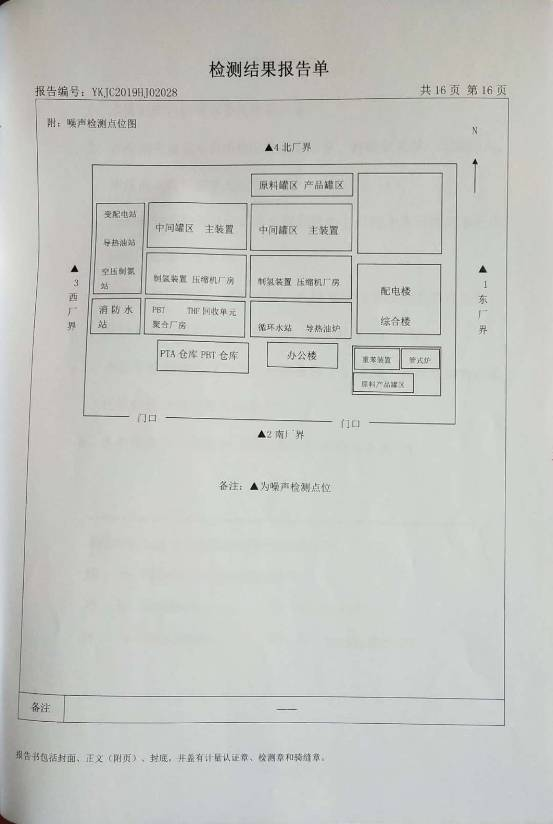 检测结果报告单
报告编号：YKJC2019HJ02028
共 16 页 第 16 页
附：噪声检测点位图
N
▲4 北厂界
原料罐区 产品罐区
变配电站
导热油站
空压制氮站
中间罐区 主装置
中间罐区 主装置
制氢装置 压缩机厂房
制氢装置 压缩机厂房
配电楼
综合楼
▲3 西厂界
▲1 东厂界
消防水站
PBT THF 回收单元
聚合厂房
循环水站 导热油炉
PTA 仓库 PBT 仓库
办公楼
重苯装置 管式炉
原料产品罐区
门口
门口
▲2 南厂界
备注：▲为噪声检测点位
备注
——
报告书包括封面、正文（附页）、封底，并盖有计量认证章、检测章和骑缝章。